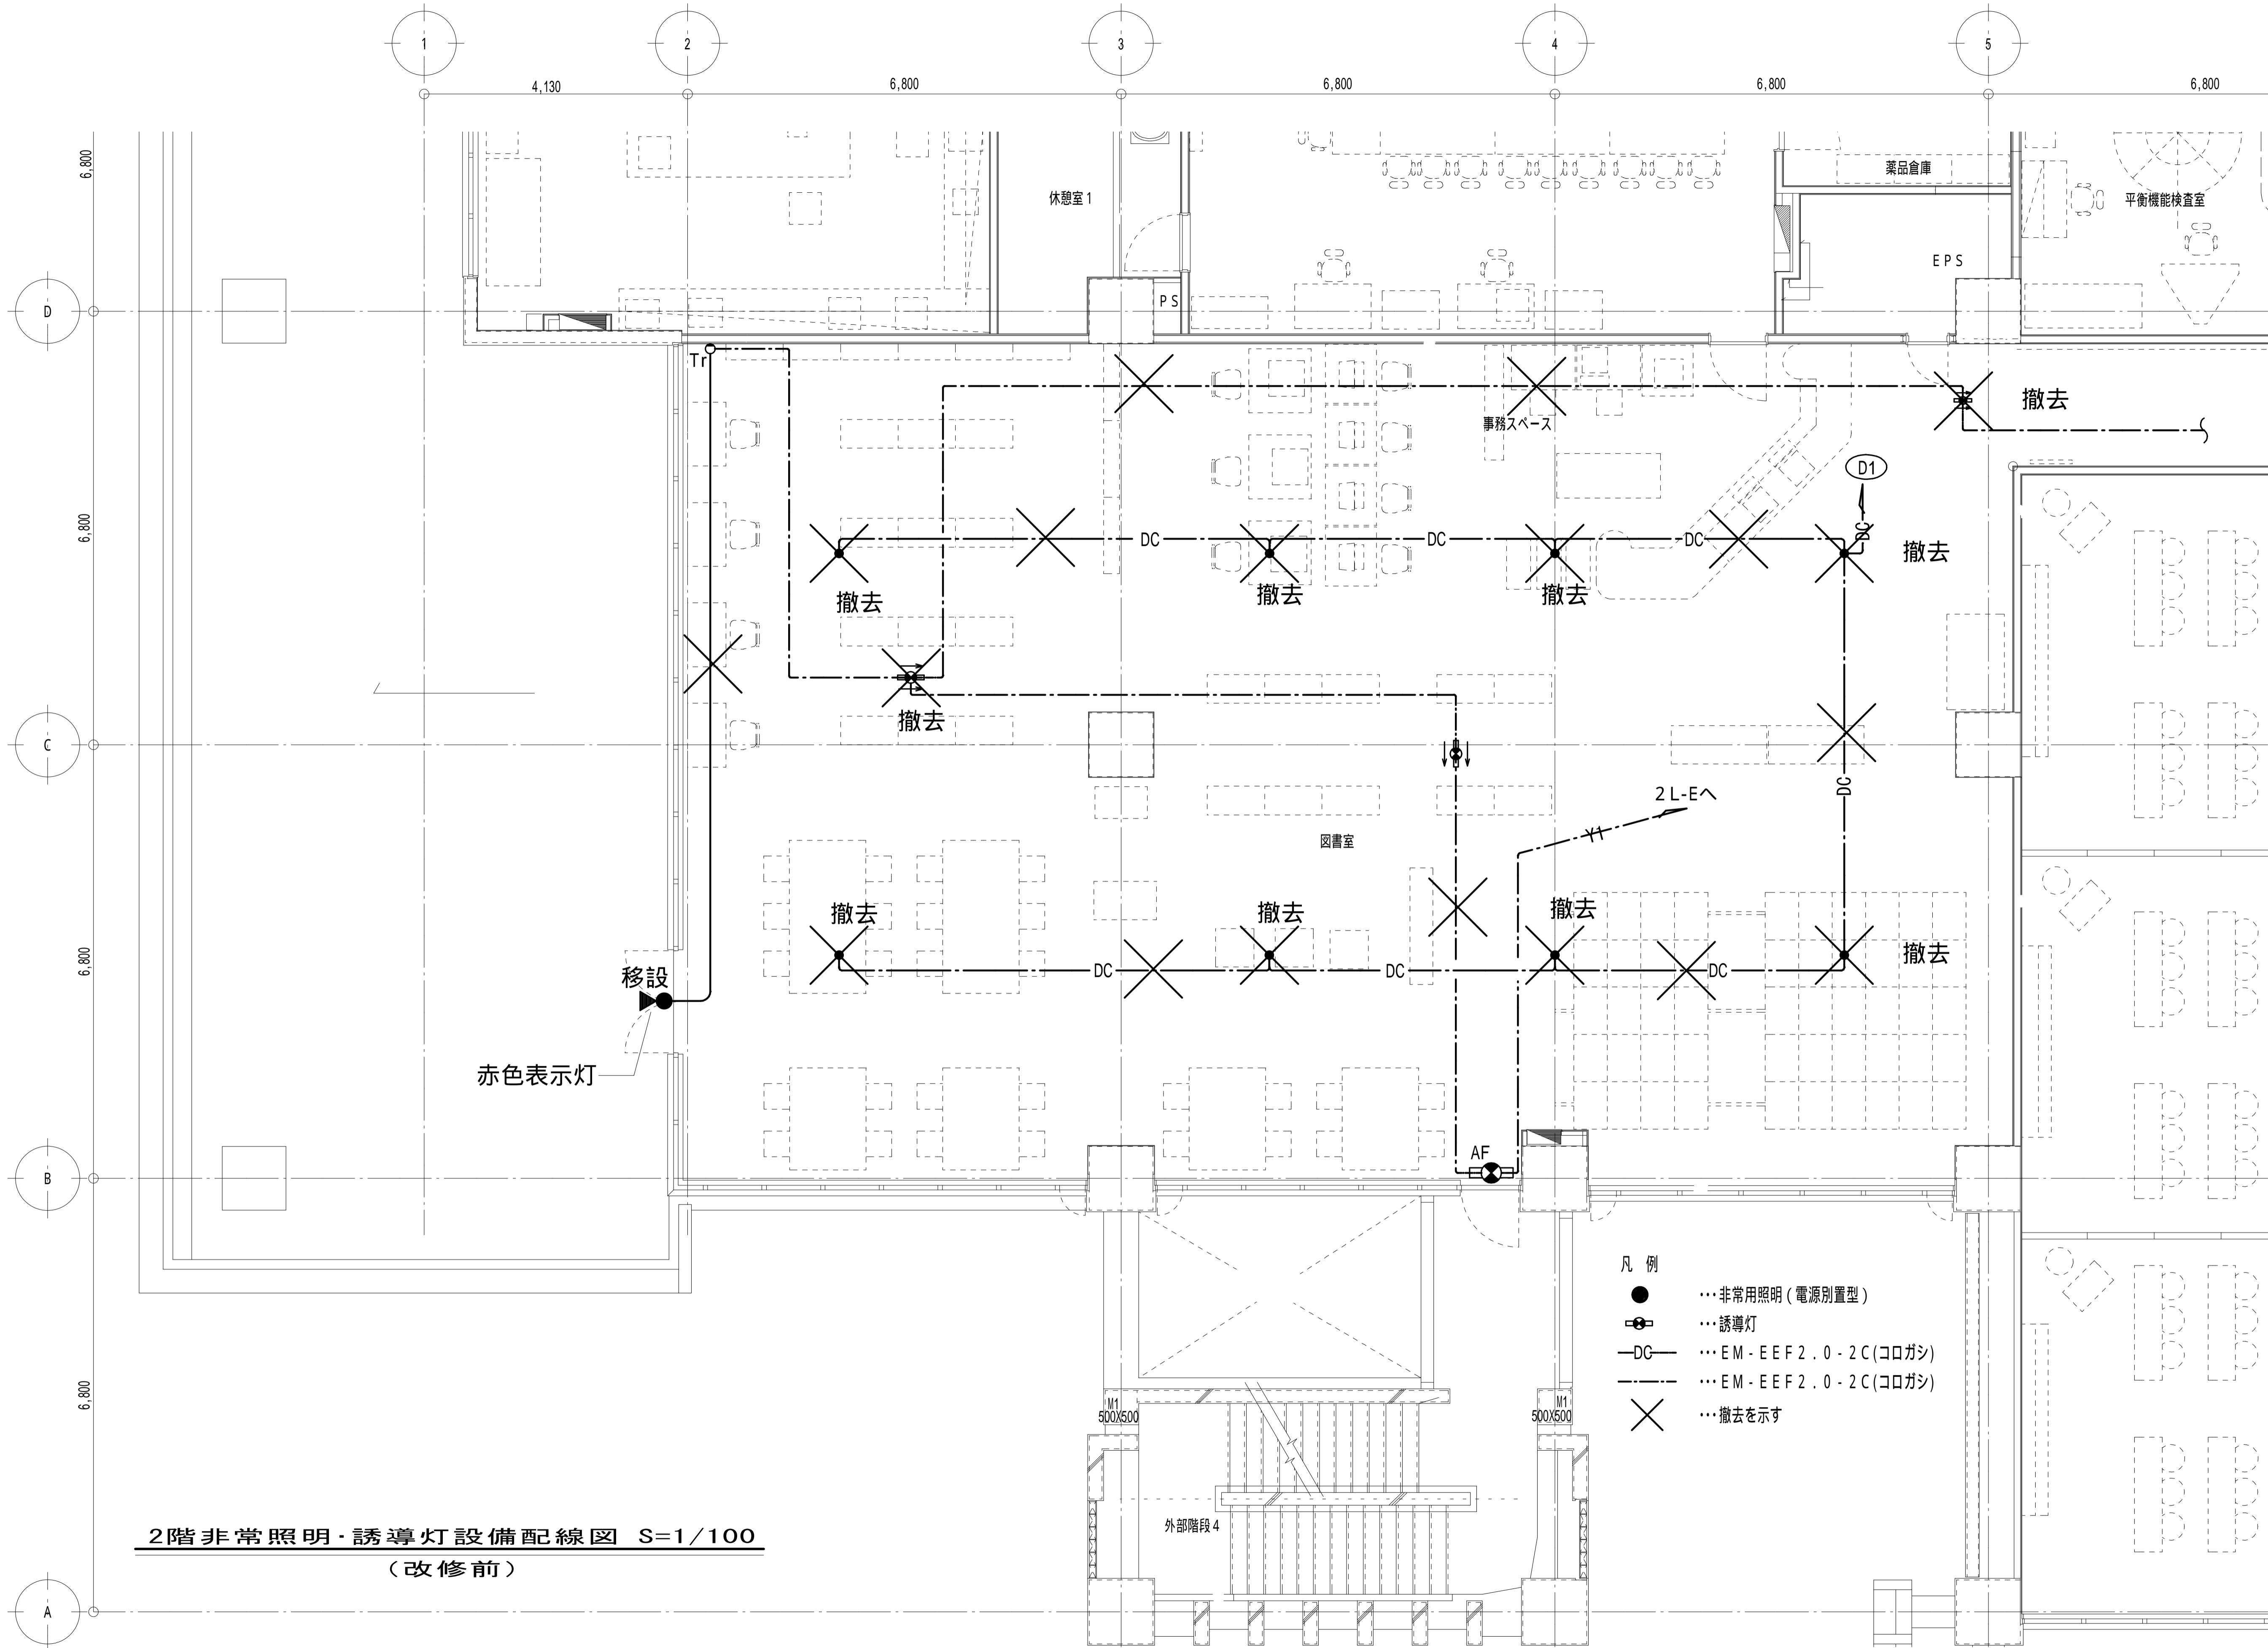 1
2
3
4
5
4,130
6,800
6,800
6,800
6,800
6,800
6,800
6,800
6,800
D
C
B
A
休憩室1
PS
薬品倉庫
EPS
平衡機能検査室
Tr
事務スペース
撤去
D1
DC
DC
DC
DC
撤去
撤去
撤去
撤去
撤去
DC
2L-Eへ
Y1
図書室
撤去
撤去
撤去
撤去
DC
DC
DC
移設
赤色表示灯
AF
凡 例
･･･非常用照明(電源別置型)
･･･誘導灯
DC ･･･EM-EEF2.0-2C(コロガシ)
･･･EM-EEF2.0-2C(コロガシ)
･･･撤去を示す
M1
500X500
M1
500X500
外部階段4
2階非常照明・誘導灯設備配線図 S=1/100
(改修前)